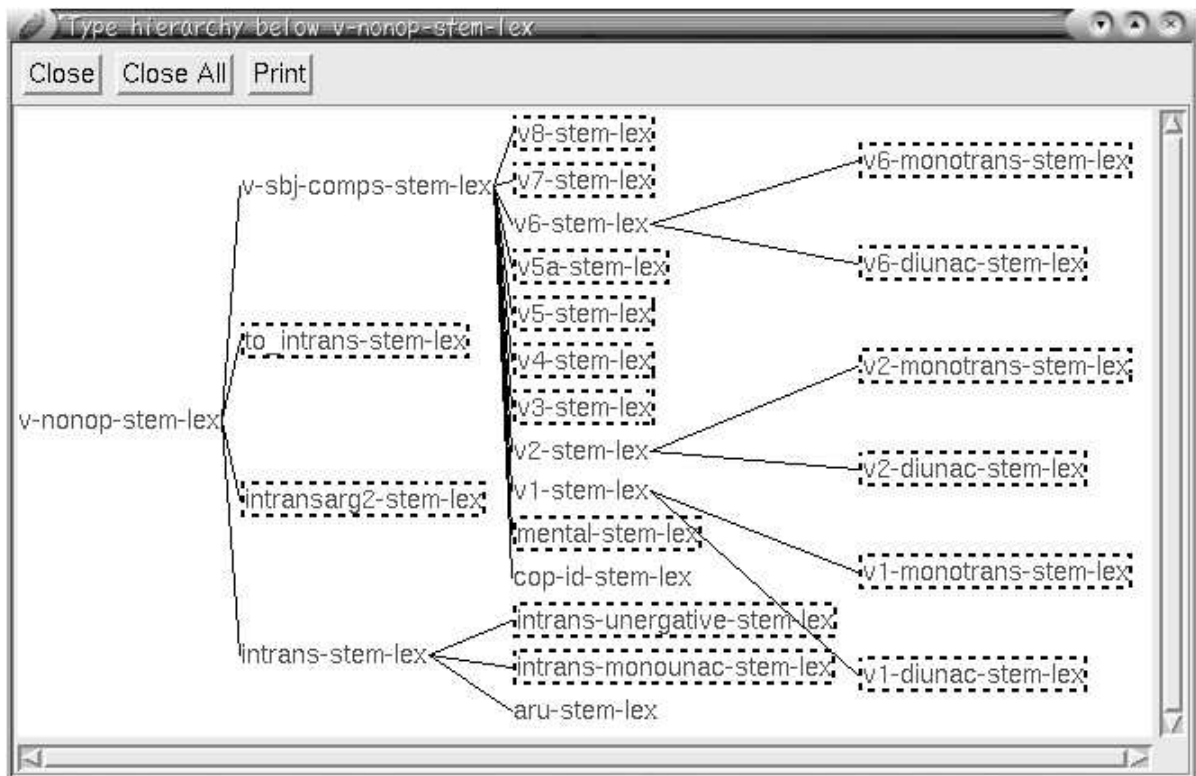 Type hierarchy below v-nonop-stem-lex
Close
Close All
Print
v-nonop-stem-lex
v-sbj-comps-stem-lex
to_intrans-stem-lex
intransarg2-stem-lex
intrans-stem-lex
v8-stem-lex
v7-stem-lex
v6-stem-lex
v5a-stem-lex
v5-stem-lex
v4-stem-lex
v3-stem-lex
v2-stem-lex
v1-stem-lex
mental-stem-lex
cop-id-stem-lex
intrans-unergative-stem-lex
intrans-monounac-stem-lex
aru-stem-lex
v6-monotrans-stem-lex
v6-diunac-stem-lex
v2-monotrans-stem-lex
v2-diunac-stem-lex
v1-monotrans-stem-lex
v1-diunac-stem-lex